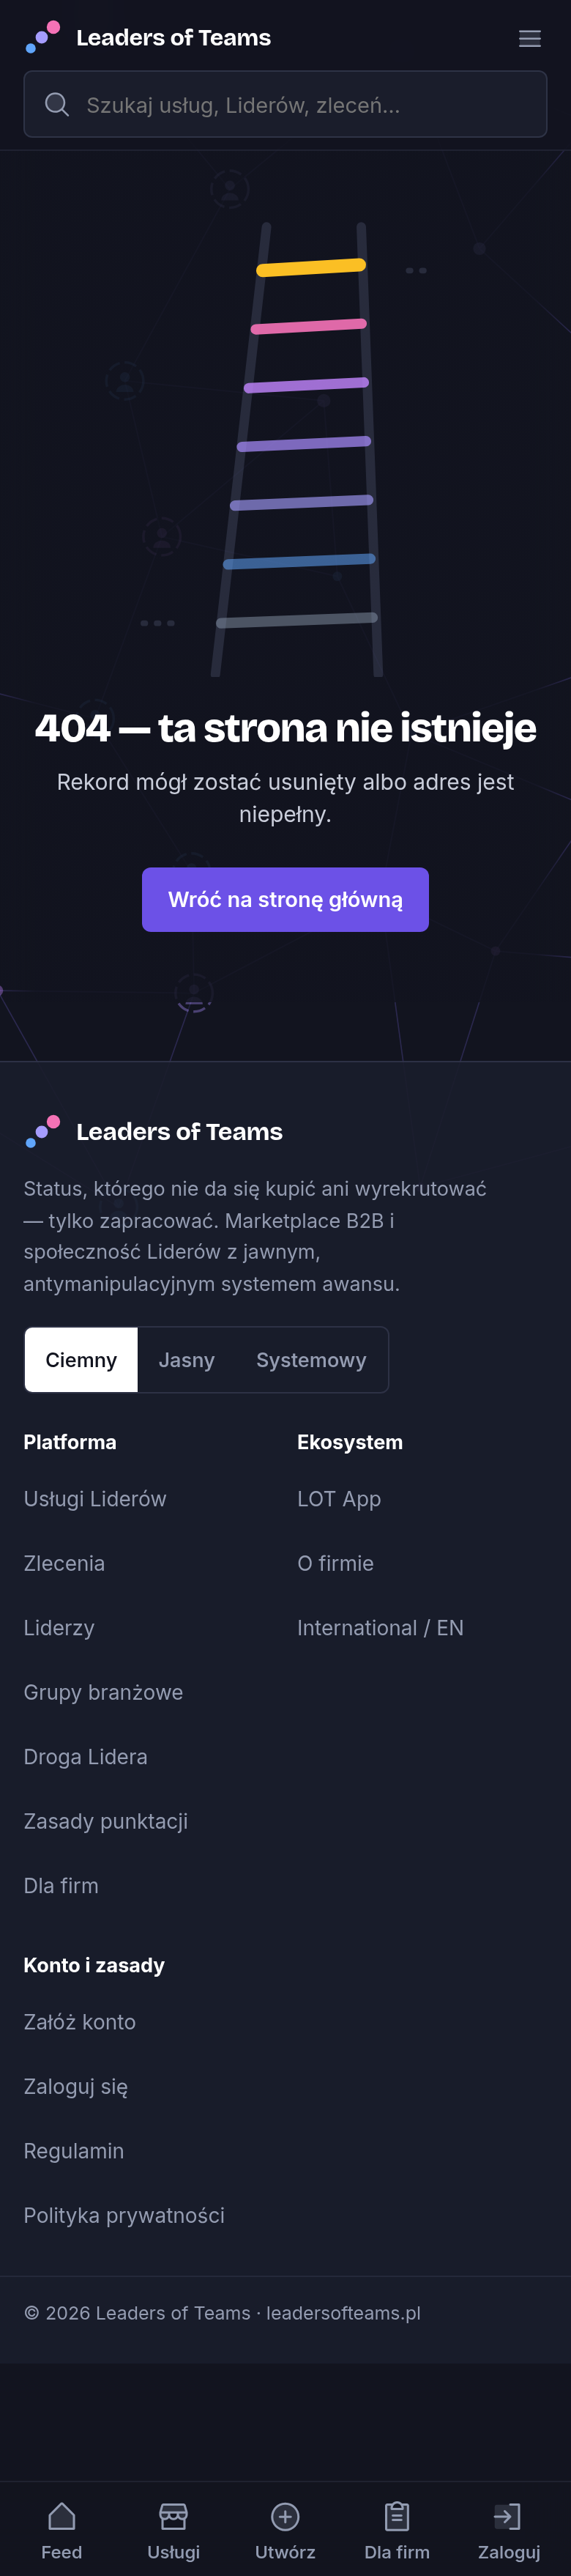 Leaders of Teams
Szukaj usług, Liderów, zleceń...
404 — ta strona nie istnieje
Rekord mógł zostać usunięty albo adres jest
niepełny.
Wróć na stronę główną
Leaders of Teams
Status, którego nie da się kupić ani wyrekrutować
— tylko zapracować. Marketplace B2B i
społeczność Liderów z jawnym,
antymanipulacyjnym systemem awansu.
Ciemny Jasny Systemowy
Platforma
Usługi Liderów
Zlecenia
Liderzy
Grupy branżowe
Droga Lidera
Zasady punktacji
Dla firm
Ekosystem
LOT App
O firmie
International / EN
Konto i zasady
Załóż konto
Zaloguj się
Regulamin
Polityka prywatności
© 2026 Leaders of Teams · leadersofteams.pl
Feed Usługi Utwórz Dla firm Zaloguj